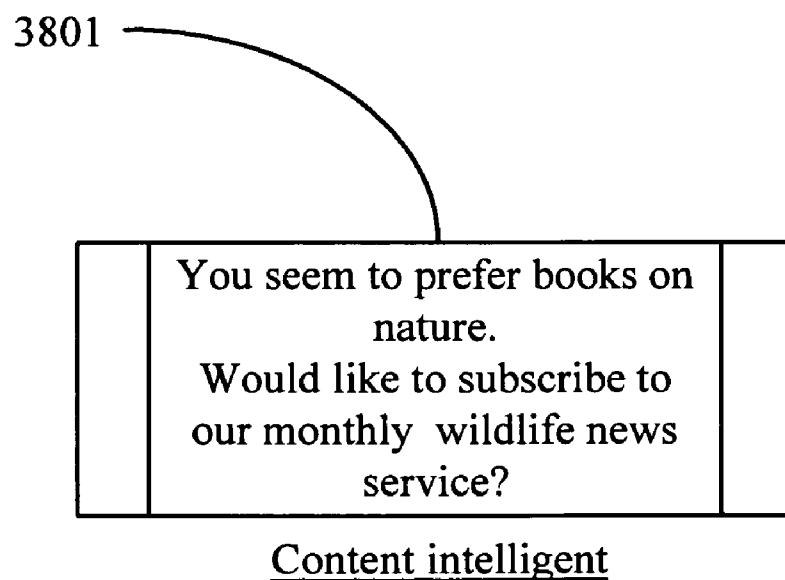 3801
You seem to prefer books on
nature.
Would like to subscribe to
our monthly wildlife news
service?
Content intelligent